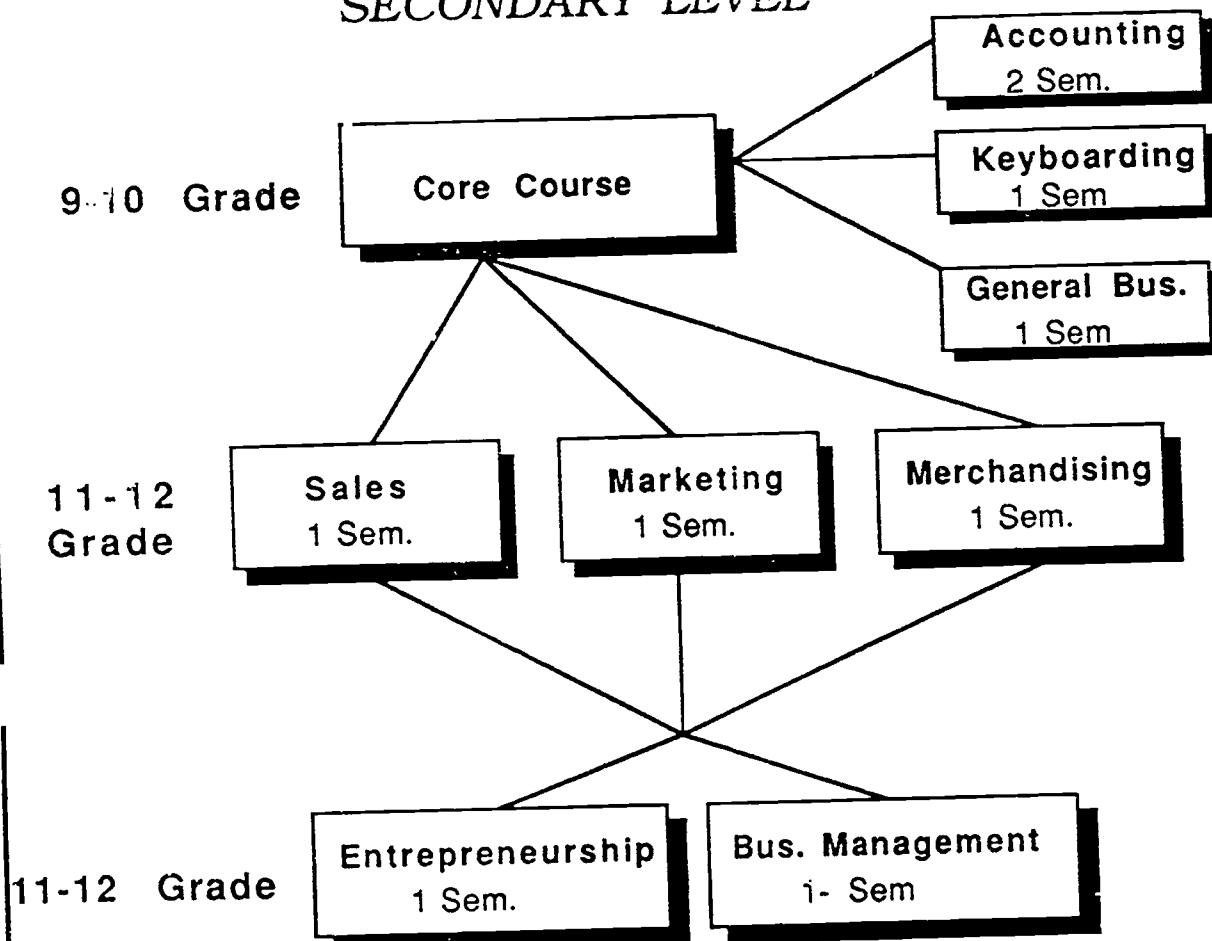 SECONDARY LEVEL
Accounting
2 Sem.
9-10 Grade
Core Course
Keyboarding
1 Sem
General Bus.
1 Sem
11-12
Grade
Sales
1 Sem.
Marketing
1 Sem.
Merchandising
1 Sem.
11-12 Grade
Entrepreneurship
1 Sem.
Bus. Management
i- Sem